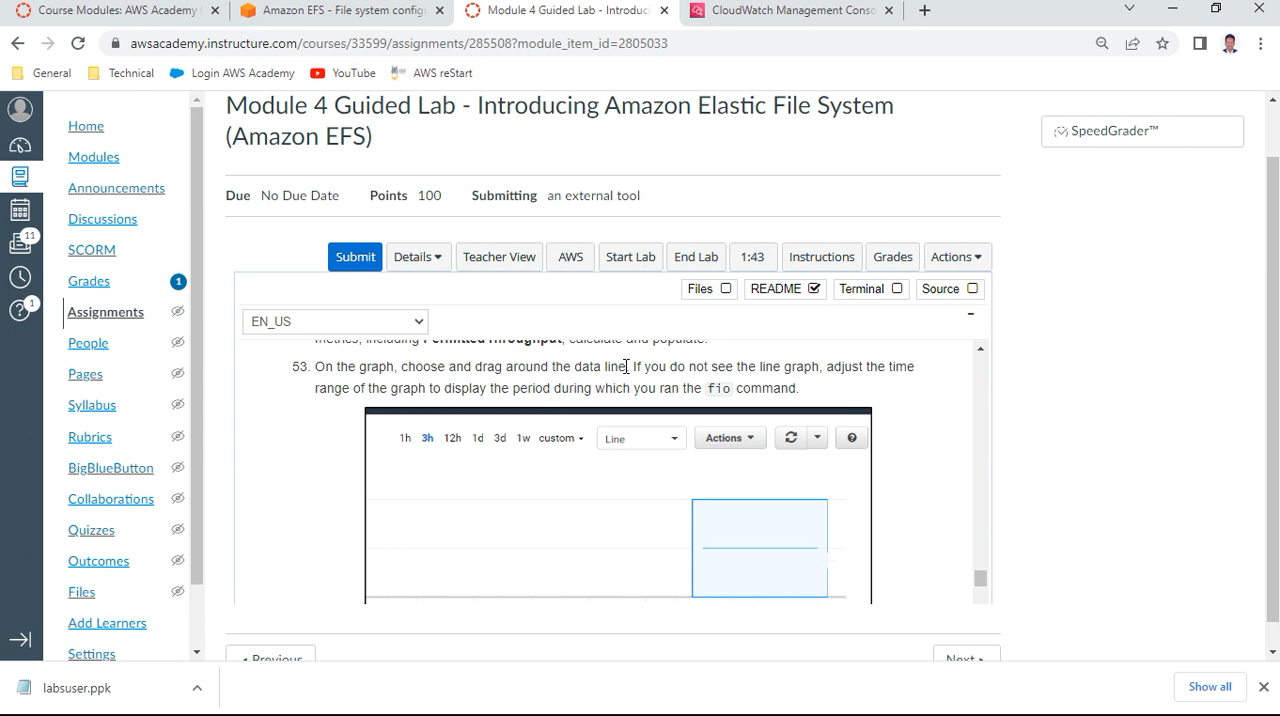 Course Modules: AWS Academy
Amazon EFS - File system config
Module 4 Guided Lab - Introduci
CloudWatch Management Conso
awsacademy.instructure.com/courses/33599/assignments/285508?module_item_id=2805033
General
Technical
Login AWS Academy
YouTube
AWS reStart
Home
Modules
Announcements
Discussions
SCORM
Grades 1
Assignments
People
Pages
Syllabus
Rubrics
BigBlueButton
Collaborations
Quizzes
Outcomes
Files
Add Learners
Settings
11
1
Module 4 Guided Lab - Introducing Amazon Elastic File System
(Amazon EFS)
SpeedGrader™
Due No Due Date Points 100 Submitting an external tool
Submit Details Teacher View AWS Start Lab End Lab 1:43 Instructions Grades Actions
Files README Terminal Source
EN_US
metrics, including PermittedThroughput, calculate and populate.
53. On the graph, choose and drag around the data line. If you do not see the line graph, adjust the time
range of the graph to display the period during which you ran the fio command.
1h 3h 12h 1d 3d 1w custom Line Actions
Previous
Next
labsuser.ppk
Show all